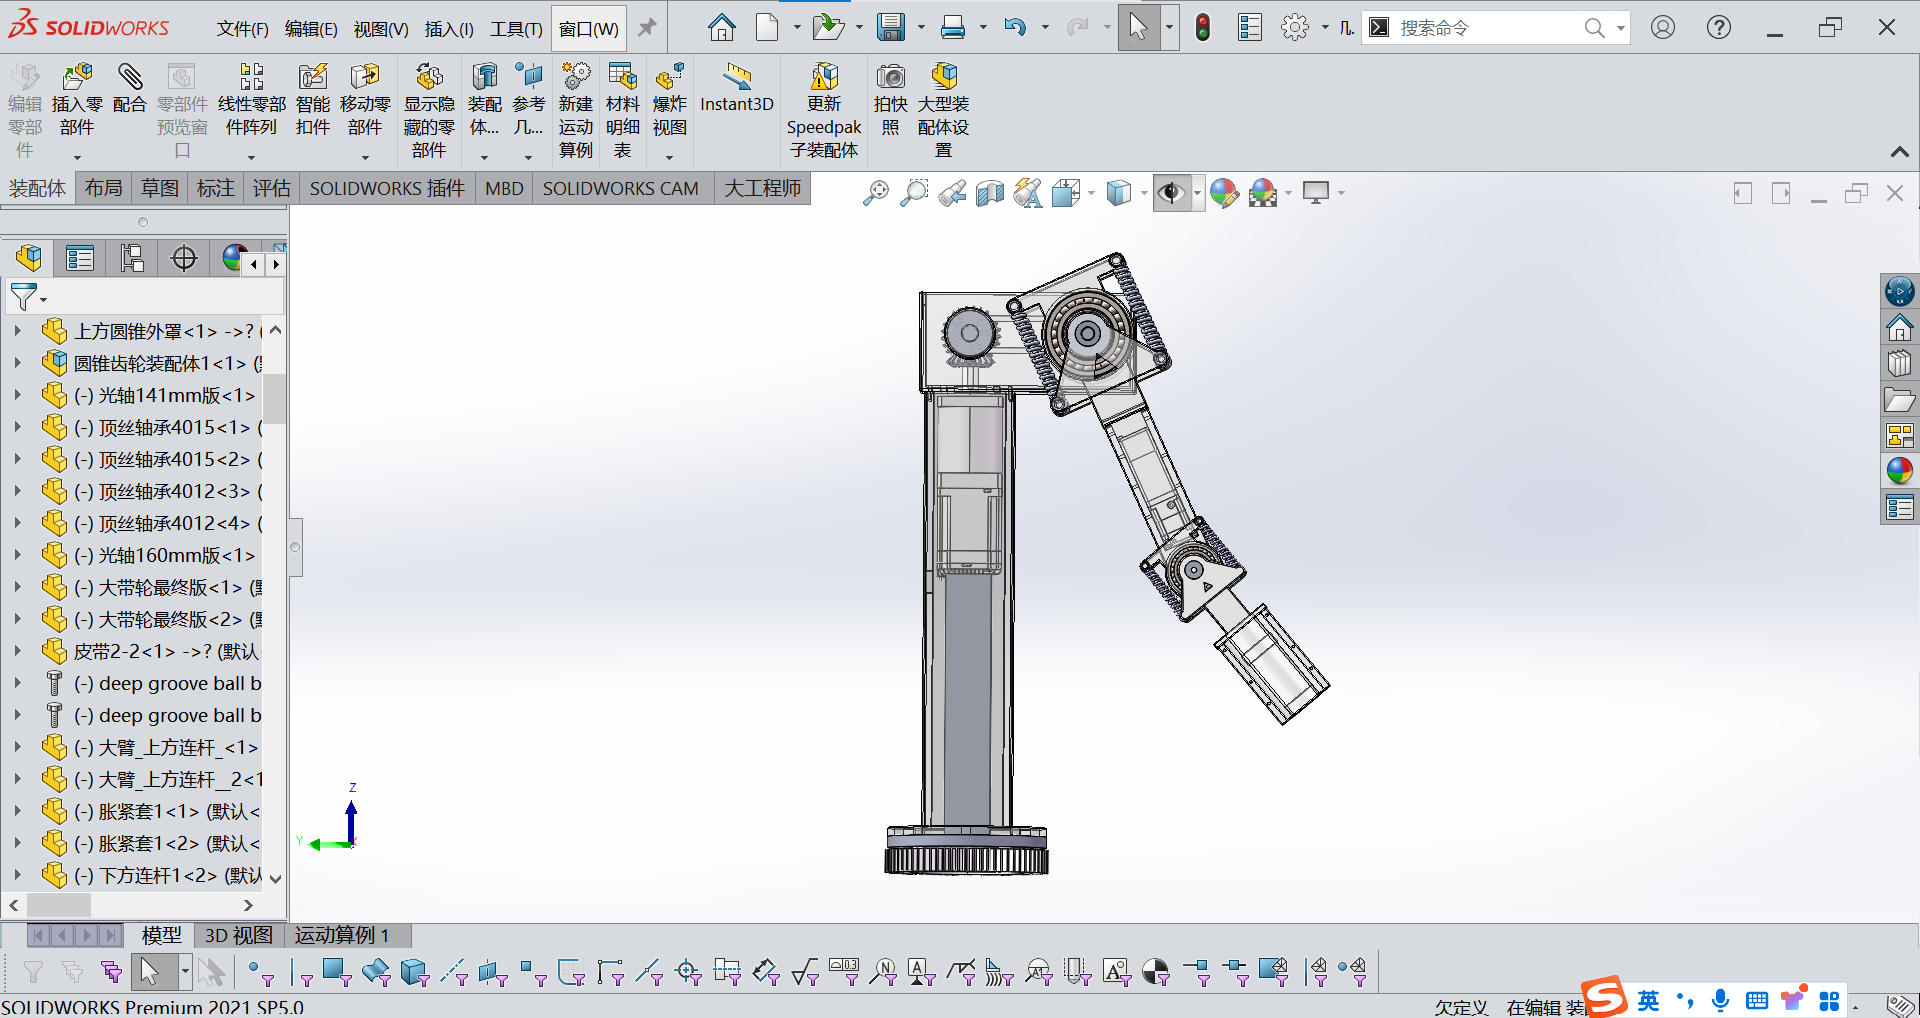 SOLIDWORKS 文件(F) 编辑(E) 视图(V) 插入(I) 工具(T) 窗口(W) 几. 搜索命令
编辑零部件
插入零部件
配合
零部件预览窗口
线性零部件阵列
智能扣件
移动零部件
显示隐藏的零部件
装配体...
参考几...
新建运动算例
材料明细表
爆炸视图
Instant3D
更新 Speedpak 子装配体
拍快照
大型装配体设置
装配体 布局 草图 标注 评估 SOLIDWORKS 插件 MBD SOLIDWORKS CAM 大工程师
上方圆锥外罩<1> ->? (
圆锥齿轮装配体1<1> (
(-) 光轴141mm版<1>
(-) 顶丝轴承4015<1> (
(-) 顶丝轴承4015<2> (
(-) 顶丝轴承4012<3> (
(-) 顶丝轴承4012<4> (
(-) 光轴160mm版<1>
(-) 大带轮最终版<1> (
(-) 大带轮最终版<2> (
皮带2-2<1> ->? (默认
(-) deep groove ball b
(-) deep groove ball b
(-) 大臂_上方连杆_<1>
(-) 大臂_上方连杆__2<1
(-) 胀紧套1<1> (默认<
(-) 胀紧套1<2> (默认<
(-) 下方连杆1<2> (默认
Z
Y
模型 3D 视图 运动算例 1
SOLIDWORKS Premium 2021 SP5.0 欠定义 在编辑 装
英